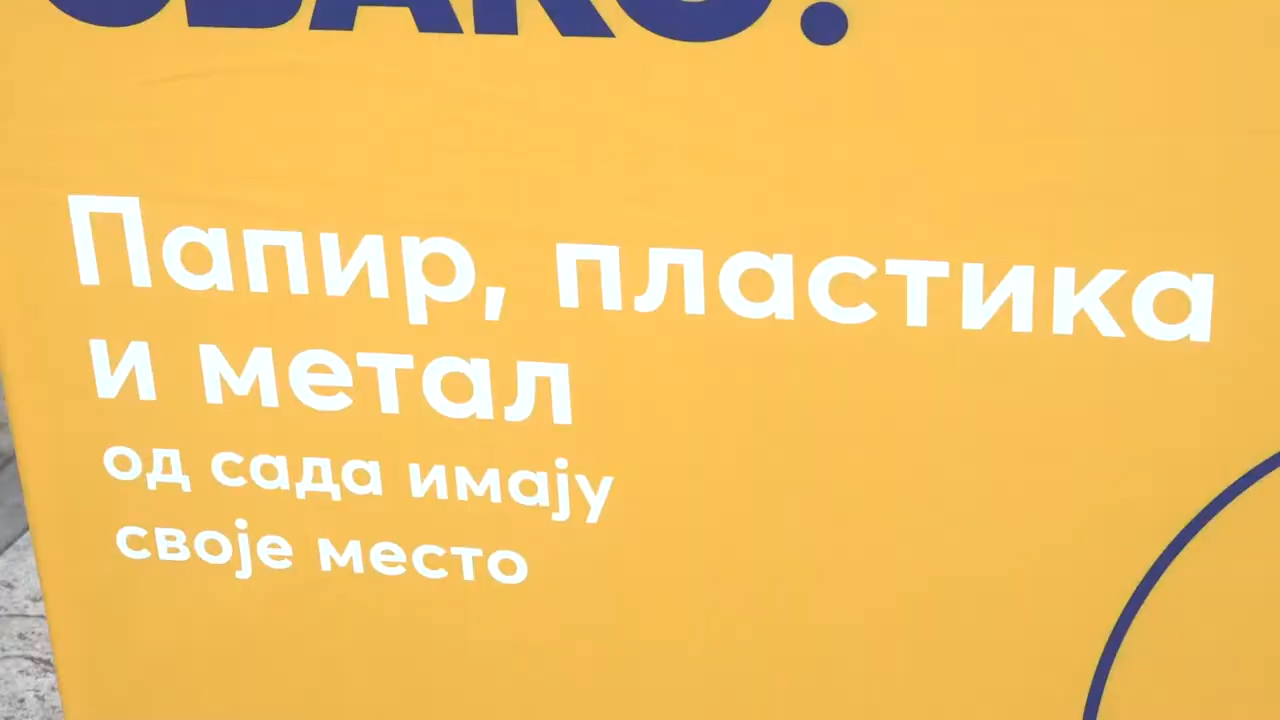 Папир, пластика
и метал
од сада имају
своје место